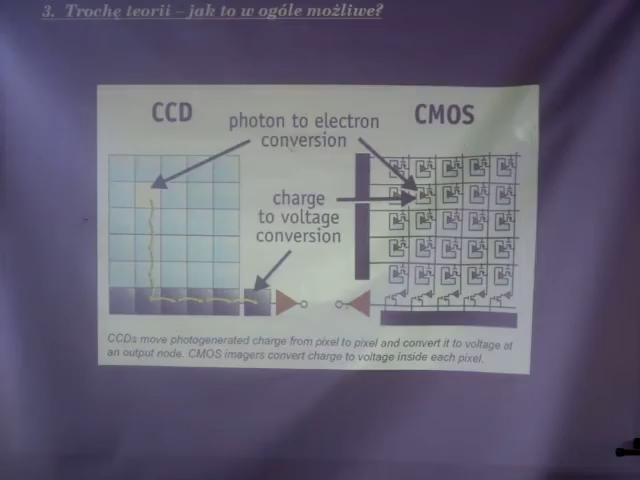 3. Trochę teorii – jak to w ogóle możliwe?
CCD
photon to electron
conversion
CMOS
charge
to voltage
conversion
CCDs move photogenerated charge from pixel to pixel and convert it to voltage at
an output node. CMOS imagers convert charge to voltage inside each pixel.